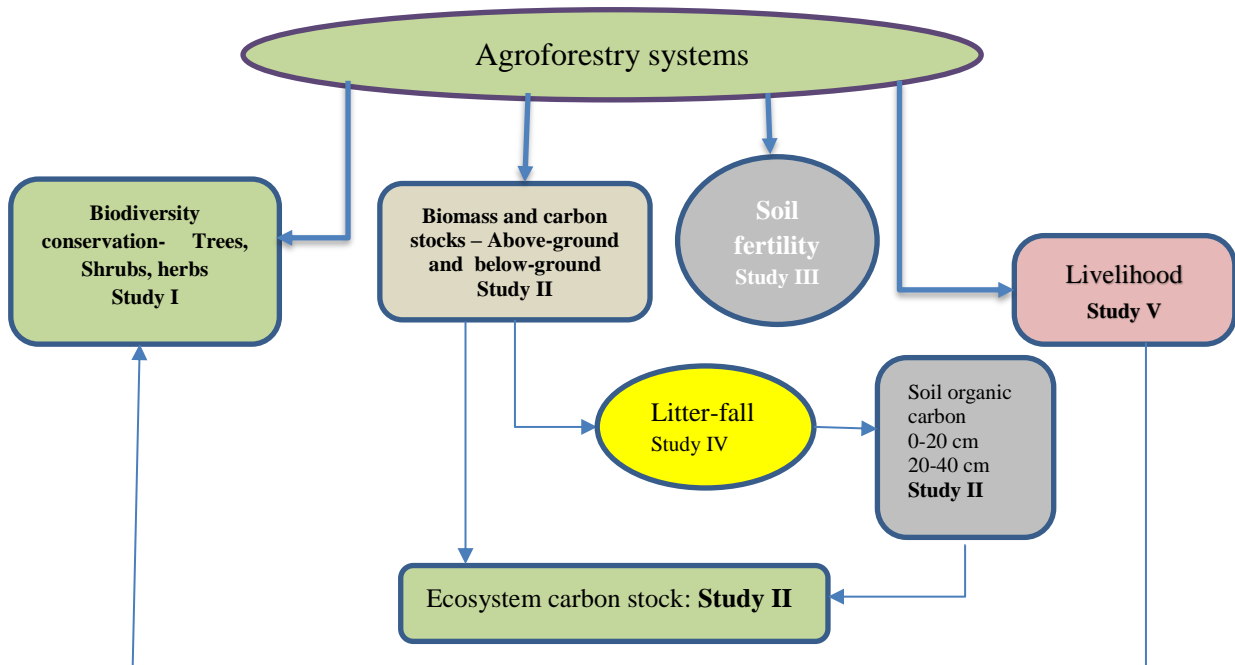 Agroforestry systems
Biodiversity
conservation- Trees,
Shrubs, herbs
Study I
Biomass and carbon
stocks – Above-ground
and below-ground
Study II
Soil
fertility
Study III
Livelihood
Study V
Litter-fall
Study IV
Soil organic
carbon
0-20 cm
20-40 cm
Study II
Ecosystem carbon stock: Study II